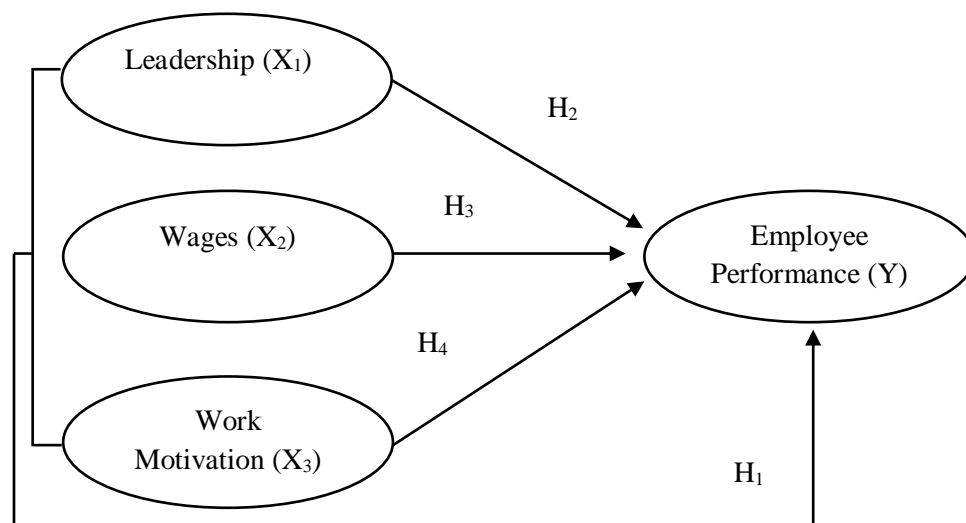 Leadership (X₁)
H₂
Wages (X₂)
H₃
Employee
Performance (Y)
H₄
Work
Motivation (X₃)
H₁